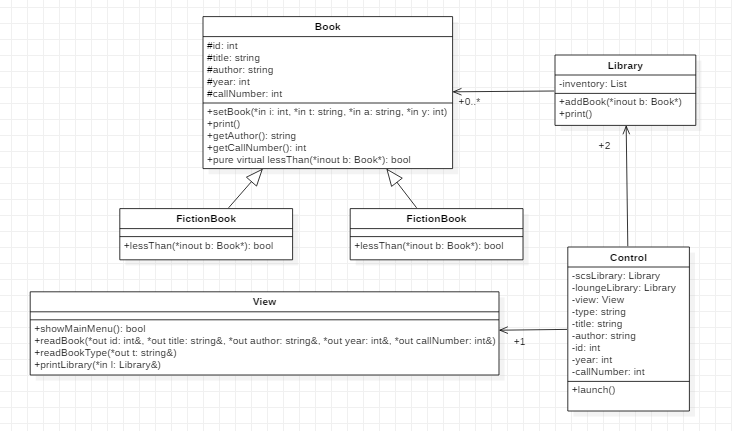 Book
#id: int
#title: string
#author: string
#year: int
#callNumber: int
+setBook(*in i: int, *in t: string, *in a: string, *in y: int)
+print()
+getAuthor(): string
+getCallNumber(): int
+pure virtual lessThan(*inout b: Book*): bool
Library
-inventory: List
+addBook(*inout b: Book*)
+print()
+0..*
+2
FictionBook
+lessThan(*inout b: Book*): bool
FictionBook
+lessThan(*inout b: Book*): bool
Control
-scsLibrary: Library
-loungeLibrary: Library
-view: View
-type: string
-title: string
-author: string
-id: int
-year: int
-callNumber: int
+launch()
View
+showMainMenu(): bool
+readBook(*out id: int&, *out title: string&, *out author: string&, *out year: int&, *out callNumber: int&)
+readBookType(*out t: string&)
+printLibrary(*in l: Library&)
+1